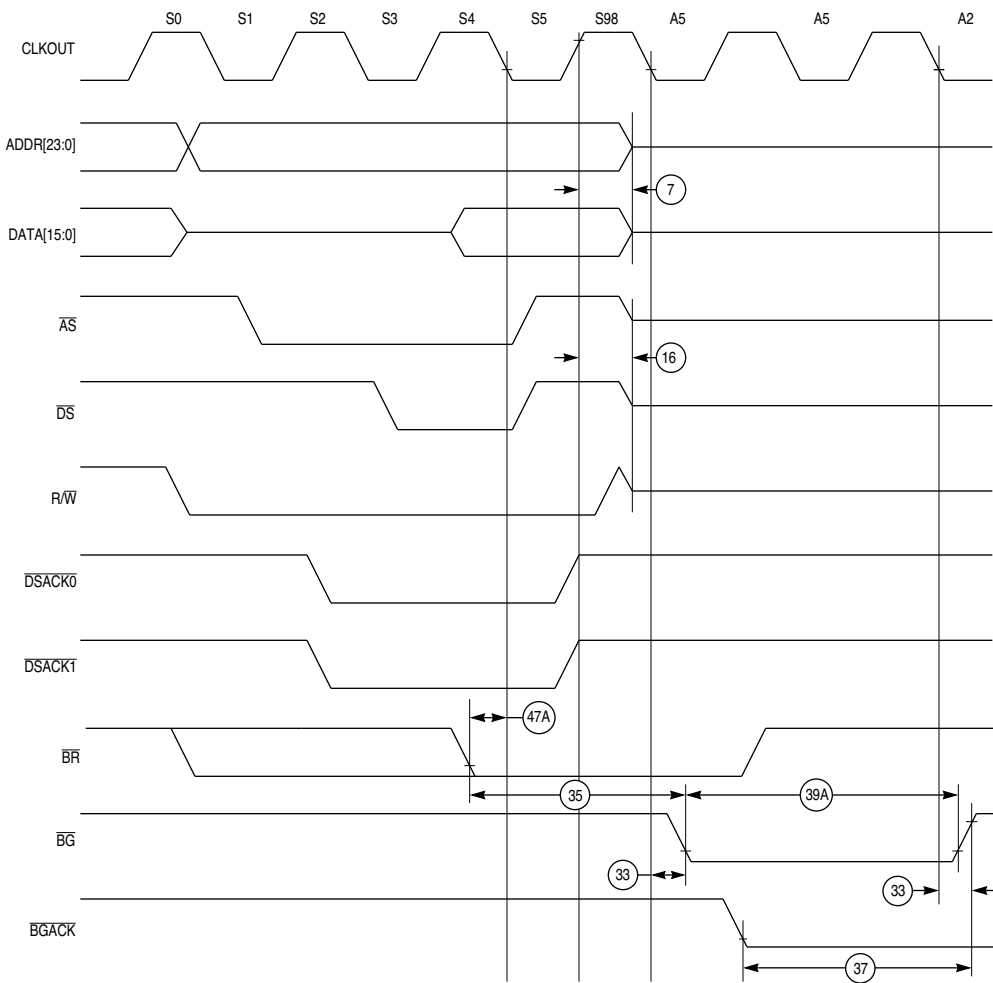 S0 S1 S2 S3 S4 S5 S98 A5 A5 A2
CLKOUT
ADDR[23:0]
7
DATA[15:0]
AS
16
DS
R/W
DSACK0
DSACK1
47A
BR
35 39A
BG
33 33
BGACK
37